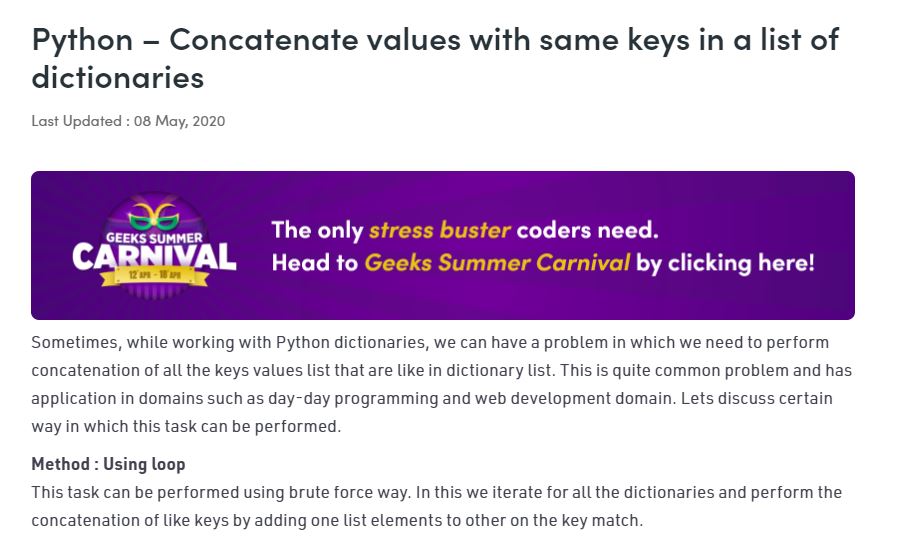 Python – Concatenate values with same keys in a list of
dictionaries
Last Updated : 08 May, 2020
GEEKS SUMMER
CARNIVAL
12 APR - 18 APR
The only stress buster coders need.
Head to Geeks Summer Carnival by clicking here!
Sometimes, while working with Python dictionaries, we can have a problem in which we need to perform
concatenation of all the keys values list that are like in dictionary list. This is quite common problem and has
application in domains such as day-day programming and web development domain. Lets discuss certain
way in which this task can be performed.
Method : Using loop
This task can be performed using brute force way. In this we iterate for all the dictionaries and perform the
concatenation of like keys by adding one list elements to other on the key match.